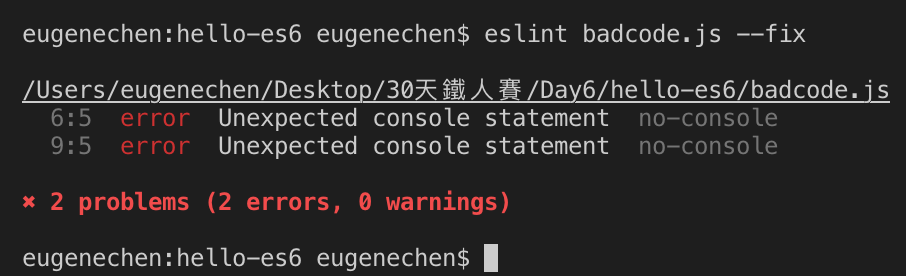 eugenechen:hello-es6 eugenechen$ eslint badcode.js --fix
/Users/eugenechen/Desktop/30天鐵人賽/Day6/hello-es6/badcode.js
6:5 error Unexpected console statement no-console
9:5 error Unexpected console statement no-console
✖ 2 problems (2 errors, 0 warnings)
eugenechen:hello-es6 eugenechen$